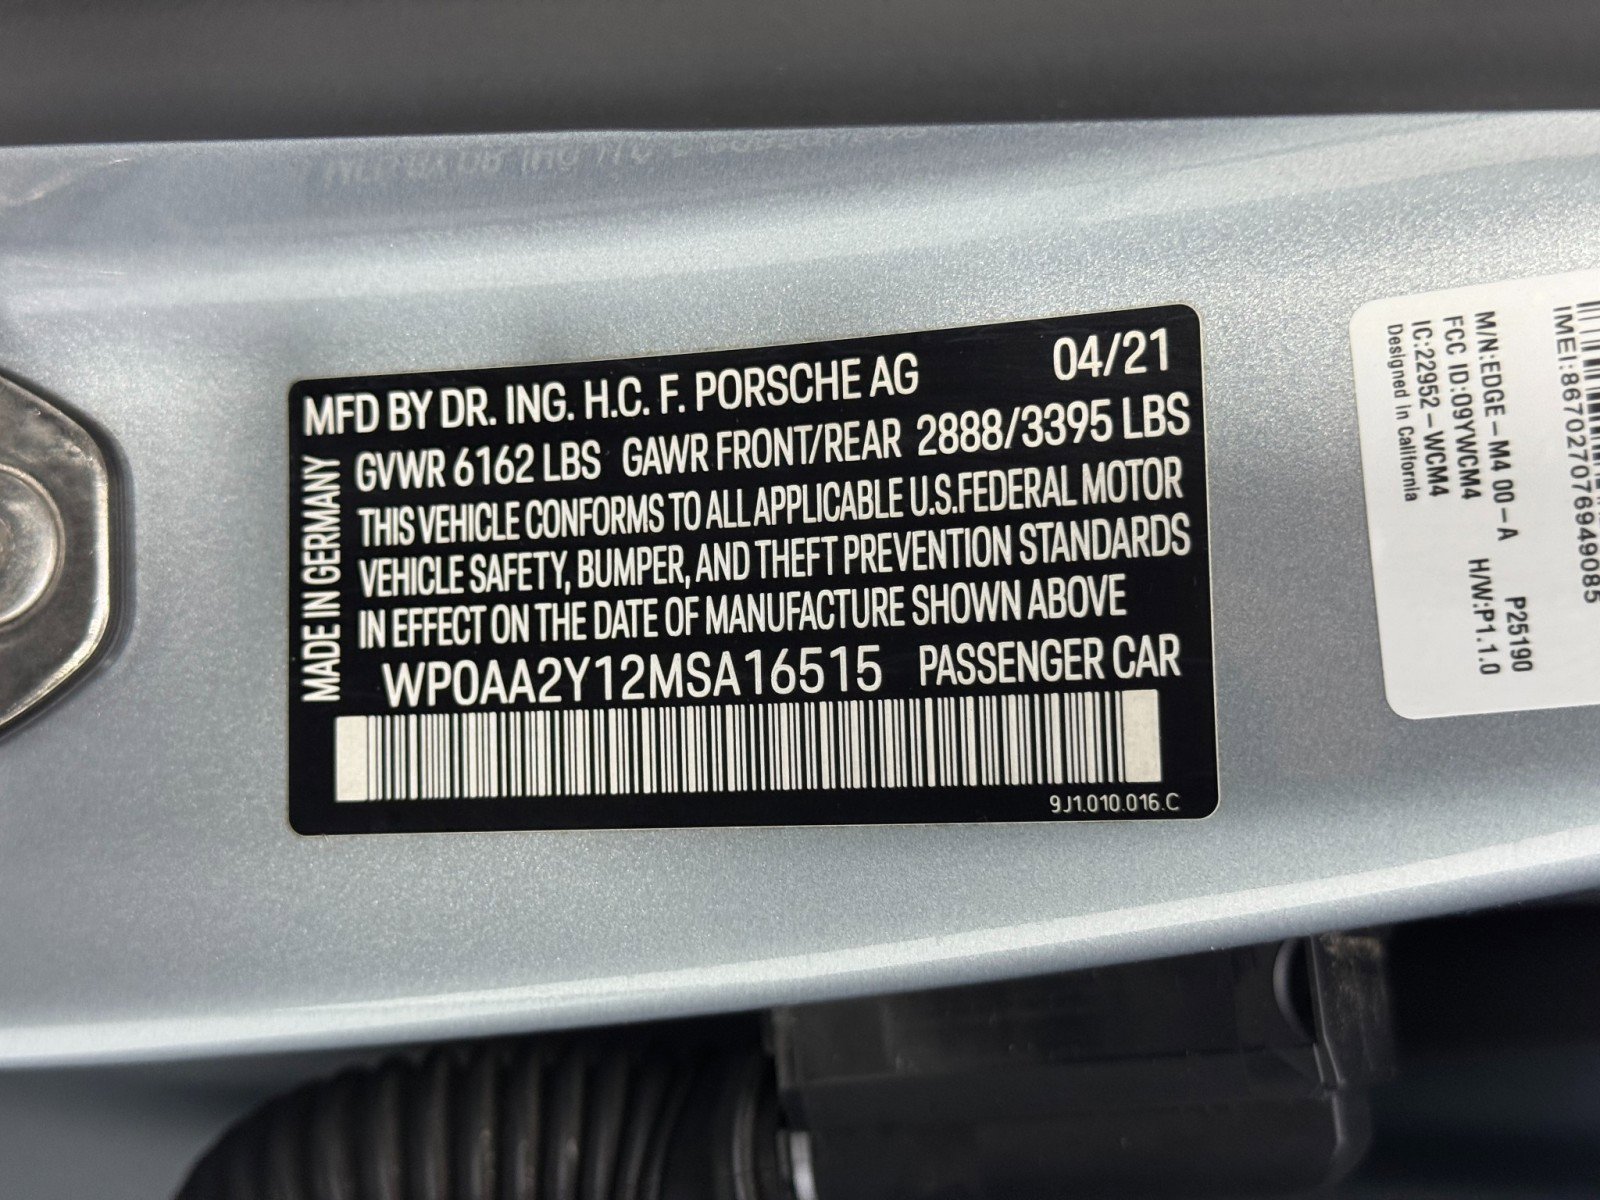 MFD BY DR. ING. H.C. F. PORSCHE AG 04/21
GVWR 6162 LBS GAWR FRONT/REAR 2888/3395 LBS
THIS VEHICLE CONFORMS TO ALL APPLICABLE U.S.FEDERAL MOTOR
VEHICLE SAFETY, BUMPER, AND THEFT PREVENTION STANDARDS
IN EFFECT ON THE DATE OF MANUFACTURE SHOWN ABOVE
WP0AA2Y12MSA16515 PASSENGER CAR
MADE IN GERMANY
9J1.010.016.C
IMEI:867027076949085
M/N:EDGE-M4 00-A P25190
FCC ID:09YWCM4 H/W:P1.1.0
IC:22952-WCM4
Designed In California